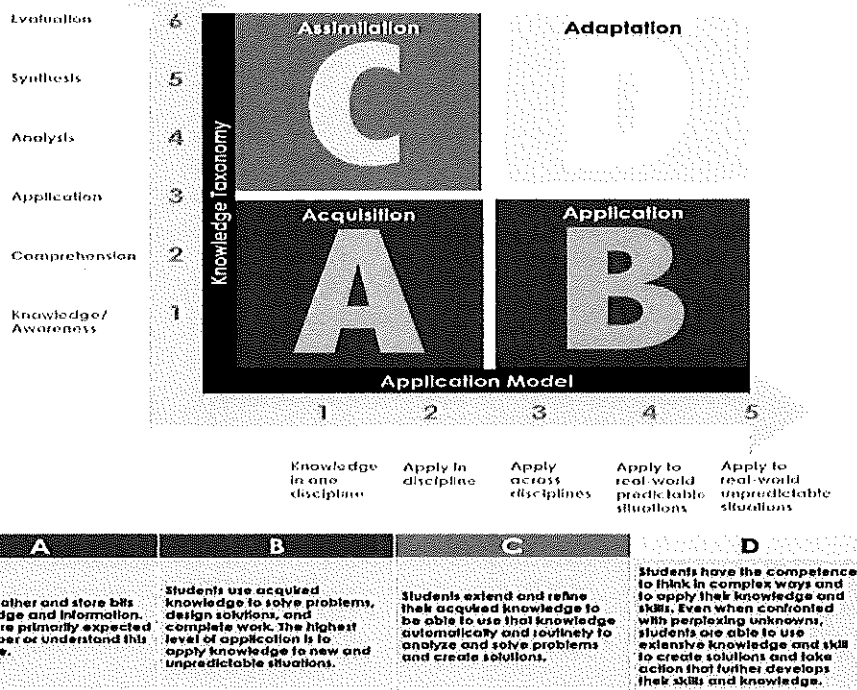 Evaluation
6
Synthesis
5
Analysis
4
Application
3
Comprehension
2
Knowledge/
Awareness
1
Knowledge Taxonomy
Assimilation
C
Adaptation
D
Acquisition
A
Application
B
Application Model
1 2 3 4 5
Knowledge
in one
discipline
Apply in
discipline
Apply
across
disciplines
Apply to
real-world
predictable
situations
Apply to
real-world
unpredictable
situations
A
ather and store bits
dge and information.
re primarily expected
ber or understand this
e.
B
Students use acquired
knowledge to solve problems,
design solutions, and
complete work. The highest
level of application is to
apply knowledge to new and
unpredictable situations.
C
Students extend and refine
their acquired knowledge to
be able to use that knowledge
automatically and routinely to
analyze and solve problems
and create solutions.
D
Students have the competence
to think in complex ways and
to apply their knowledge and
skills. Even when confronted
with perplexing unknowns,
students are able to use
extensive knowledge and skill
to create solutions and take
action that further develops
their skills and knowledge.